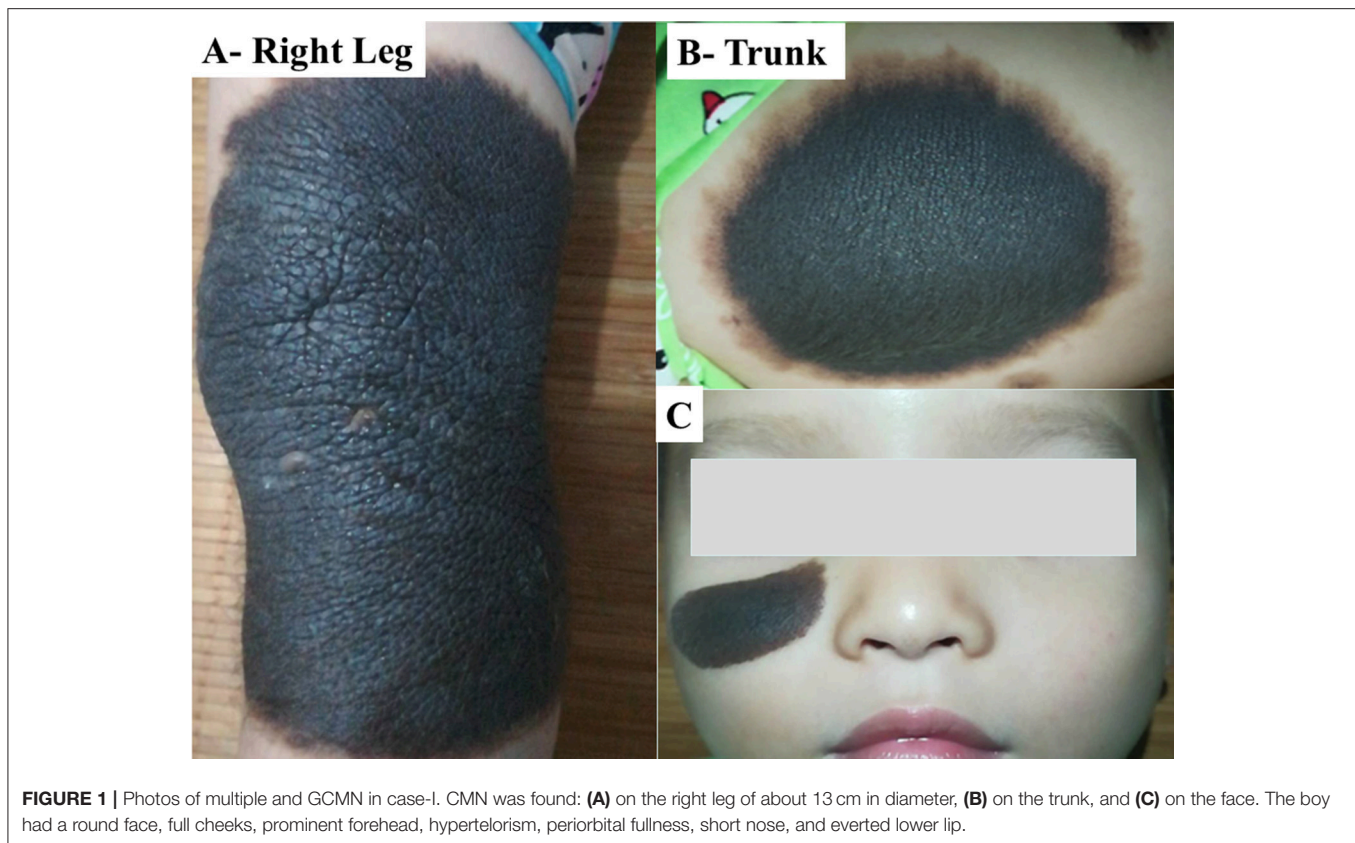 A- Right Leg
B- Trunk
C
FIGURE 1 | Photos of multiple and GCMN in case-I. CMN was found: (A) on the right leg of about 13 cm in diameter, (B) on the trunk, and (C) on the face. The boy
had a round face, full cheeks, prominent forehead, hypertelorism, periorbital fullness, short nose, and everted lower lip.